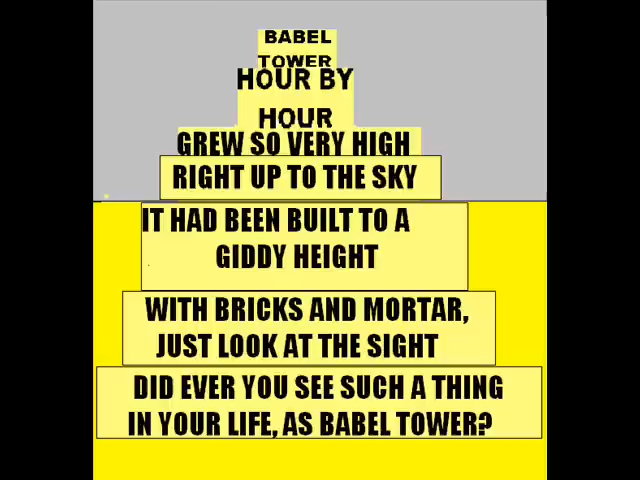 BABEL
TOWER
HOUR BY
HOUR
GREW SO VERY HIGH
RIGHT UP TO THE SKY
IT HAD BEEN BUILT TO A
GIDDY HEIGHT
WITH BRICKS AND MORTAR,
JUST LOOK AT THE SIGHT
DID EVER YOU SEE SUCH A THING
IN YOUR LIFE, AS BABEL TOWER?